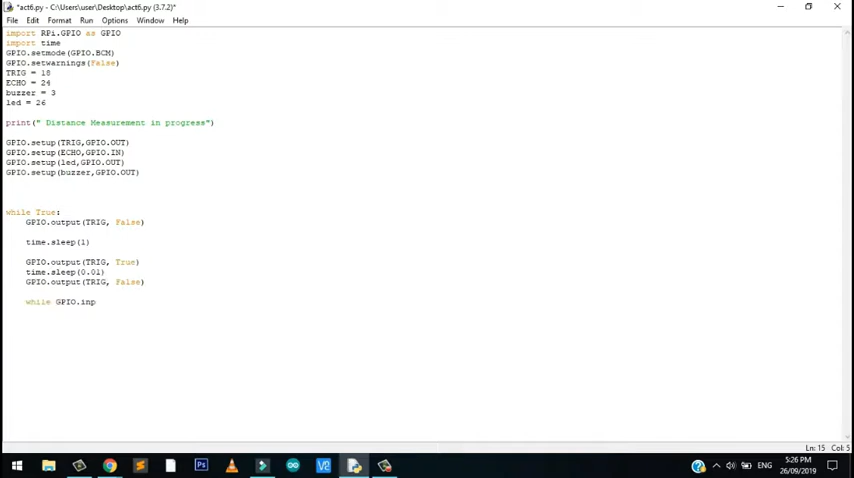 *act6.py - C:\Users\user\Desktop\act6.py (3.7.2)*
File Edit Format Run Options Window Help
import RPi.GPIO as GPIO
import time
GPIO.setmode(GPIO.BCM)
GPIO.setwarnings(False)
TRIG = 18
ECHO = 24
buzzer = 3
led = 26
print(" Distance Measurement in progress")
GPIO.setup(TRIG,GPIO.OUT)
GPIO.setup(ECHO,GPIO.IN)
GPIO.setup(led,GPIO.OUT)
GPIO.setup(buzzer,GPIO.OUT)
while True:
    GPIO.output(TRIG, False)
    time.sleep(1)
    GPIO.output(TRIG, True)
    time.sleep(0.01)
    GPIO.output(TRIG, False)
    while GPIO.inp
Ln: 15 Col: 5
Ps
V2
ENG
5:26 PM
26/09/2019